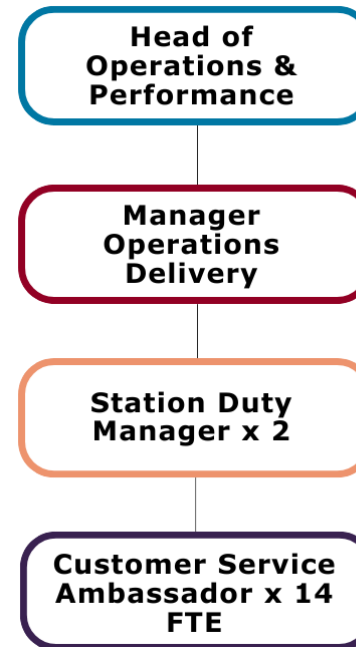 Head of
Operations &
Performance
Manager
Operations
Delivery
Station Duty
Manager x 2
Customer Service
Ambassador x 14
FTE